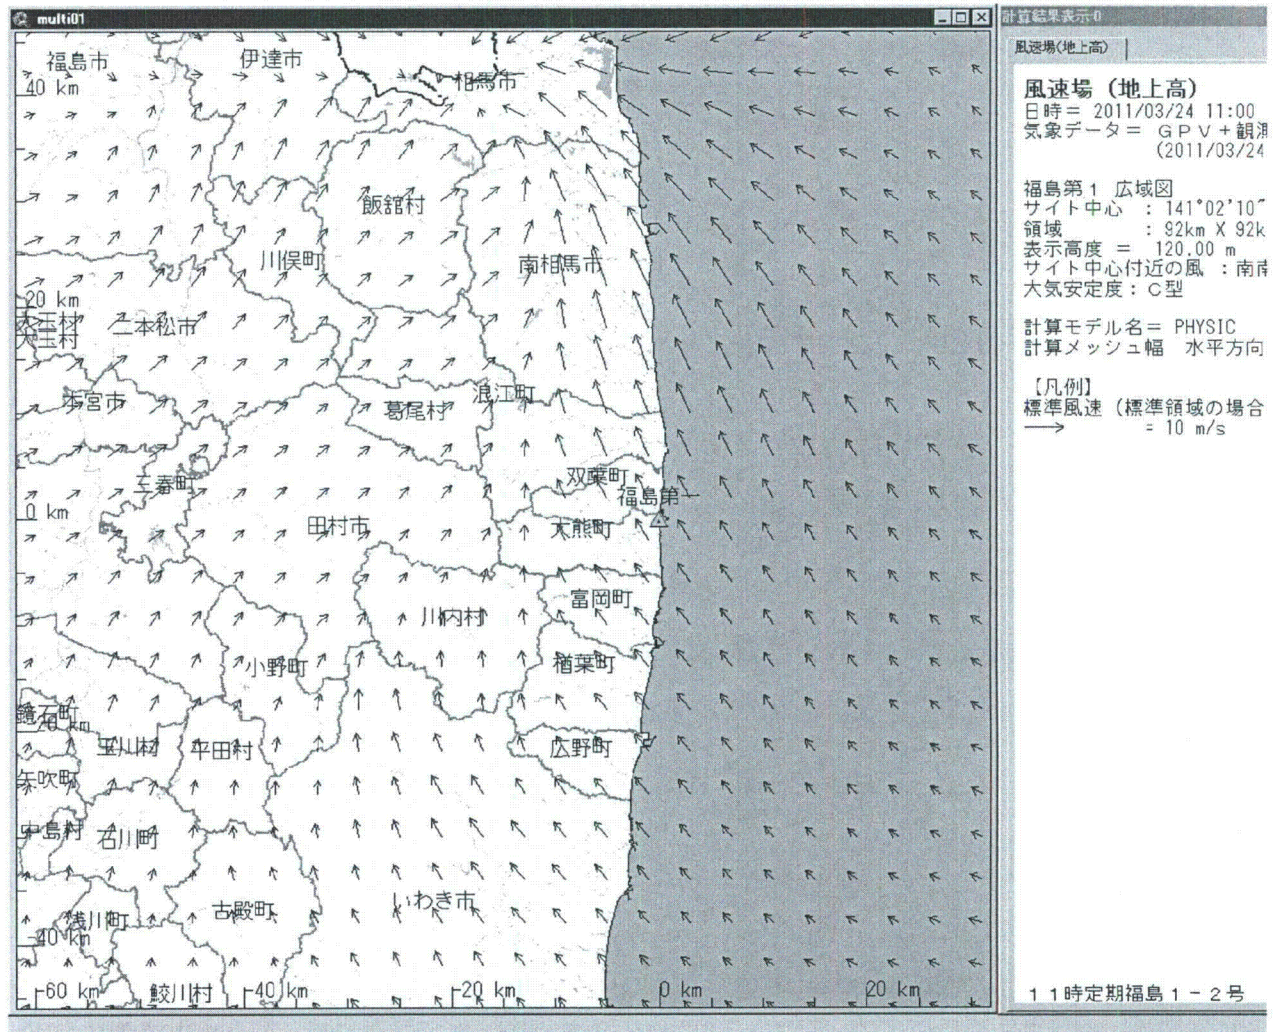 multi01
計算結果表示:0
風速場(地上高)
福島市
伊達市
相馬市
40 km
飯舘村
川俣町
南相馬市
20 km
大玉村
二本松市
本宮市
浪江町
葛尾村
三春町
双葉町
福島第一
0 km
田村市
大熊町
富岡町
川内村
小野町
楢葉町
鏡石町
-20 km
玉川村
平田村
広野町
矢吹町
中島村
石川町
いわき市
浅川町
古殿町
-40 km
-60 km
鮫川村
-40 km
-20 km
0 km
20 km
風速場 (地上高)
日時= 2011/03/24 11:00
気象データ= GPV+観測
(2011/03/24
福島第1 広域図
サイト中心 : 141°02'10"
領域 : 92km X 92k
表示高度 = 120.00 m
サイト中心付近の風 :南南
大気安定度:C型
計算モデル名= PHYSIC
計算メッシュ幅 水平方向
【凡例】
標準風速 (標準領域の場合
= 10 m/s
11時定期福島1-2号